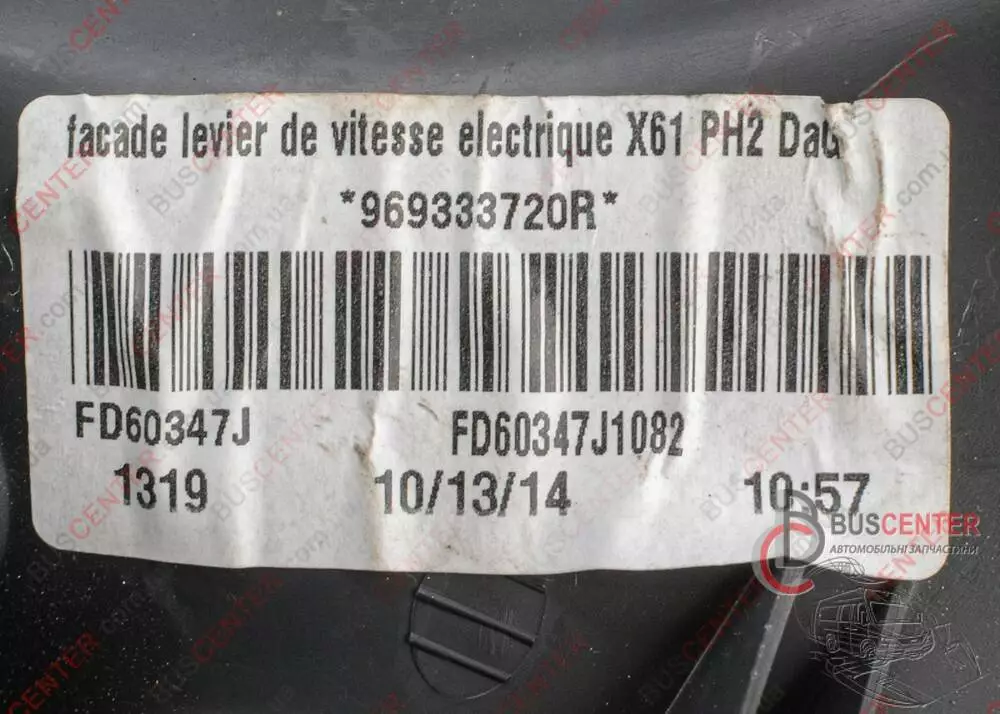 facade levier de vitesse electrique X61 PH2 DaG
*969333720R*
FD60347J
FD60347J1082
1319
10/13/14
10:57
BUSCENTER
АВТОМОБІЛЬНІ ЗАПЧАСТИНИ